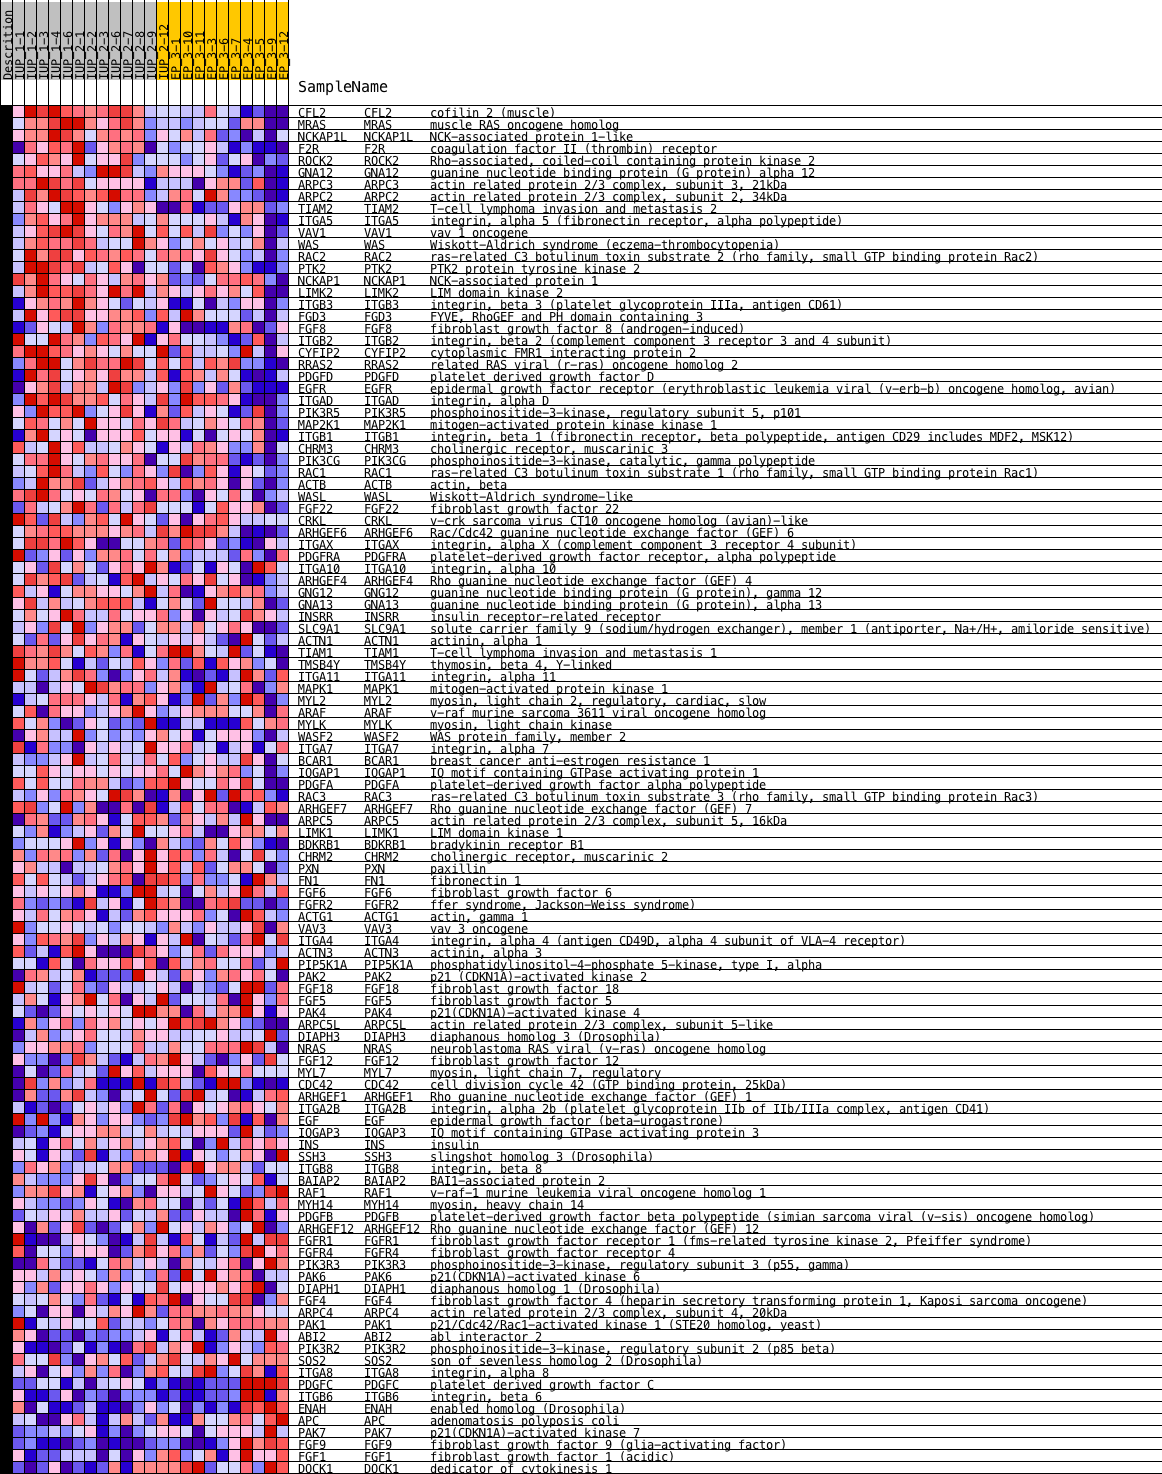 Descrition
IUP_1-1
IUP_1-2
IUP_1-3
IUP_1-4
IUP_1-6
IUP_2-1
IUP_2-2
IUP_2-3
IUP_2-6
IUP_2-7
IUP_2-8
IUP_2-9
IUP_2-12
EP_3-1
EP_3-10
EP_3-11
EP_3-3
EP_3-6
EP_3-7
EP_3-4
EP_3-5
EP_3-9
EP_3-12
SampleName
CFL2 CFL2 cofilin 2 (muscle)
MRAS MRAS muscle RAS oncogene homolog
NCKAP1L NCKAP1L NCK-associated protein 1-like
F2R F2R coagulation factor II (thrombin) receptor
ROCK2 ROCK2 Rho-associated, coiled-coil containing protein kinase 2
GNA12 GNA12 guanine nucleotide binding protein (G protein) alpha 12
ARPC3 ARPC3 actin related protein 2/3 complex, subunit 3, 21kDa
ARPC2 ARPC2 actin related protein 2/3 complex, subunit 2, 34kDa
TIAM2 TIAM2 T-cell lymphoma invasion and metastasis 2
ITGA5 ITGA5 integrin, alpha 5 (fibronectin receptor, alpha polypeptide)
VAV1 VAV1 vav 1 oncogene
WAS WAS Wiskott-Aldrich syndrome (eczema-thrombocytopenia)
RAC2 RAC2 ras-related C3 botulinum toxin substrate 2 (rho family, small GTP binding protein Rac2)
PTK2 PTK2 PTK2 protein tyrosine kinase 2
NCKAP1 NCKAP1 NCK-associated protein 1
LIMK2 LIMK2 LIM domain kinase 2
ITGB3 ITGB3 integrin, beta 3 (platelet glycoprotein IIIa, antigen CD61)
FGD3 FGD3 FYVE, RhoGEF and PH domain containing 3
FGF8 FGF8 fibroblast growth factor 8 (androgen-induced)
ITGB2 ITGB2 integrin, beta 2 (complement component 3 receptor 3 and 4 subunit)
CYFIP2 CYFIP2 cytoplasmic FMR1 interacting protein 2
RRAS2 RRAS2 related RAS viral (r-ras) oncogene homolog 2
PDGFD PDGFD platelet derived growth factor D
EGFR EGFR epidermal growth factor receptor (erythroblastic leukemia viral (v-erb-b) oncogene homolog, avian)
ITGAD ITGAD integrin, alpha D
PIK3R5 PIK3R5 phosphoinositide-3-kinase, regulatory subunit 5, p101
MAP2K1 MAP2K1 mitogen-activated protein kinase kinase 1
ITGB1 ITGB1 integrin, beta 1 (fibronectin receptor, beta polypeptide, antigen CD29 includes MDF2, MSK12)
CHRM3 CHRM3 cholinergic receptor, muscarinic 3
PIK3CG PIK3CG phosphoinositide-3-kinase, catalytic, gamma polypeptide
RAC1 RAC1 ras-related C3 botulinum toxin substrate 1 (rho family, small GTP binding protein Rac1)
ACTB ACTB actin, beta
WASL WASL Wiskott-Aldrich syndrome-like
FGF22 FGF22 fibroblast growth factor 22
CRKL CRKL v-crk sarcoma virus CT10 oncogene homolog (avian)-like
ARHGEF6 ARHGEF6 Rac/Cdc42 guanine nucleotide exchange factor (GEF) 6
ITGAX ITGAX integrin, alpha X (complement component 3 receptor 4 subunit)
PDGFRA PDGFRA platelet-derived growth factor receptor, alpha polypeptide
ITGA10 ITGA10 integrin, alpha 10
ARHGEF4 ARHGEF4 Rho guanine nucleotide exchange factor (GEF) 4
GNG12 GNG12 guanine nucleotide binding protein (G protein), gamma 12
GNA13 GNA13 guanine nucleotide binding protein (G protein), alpha 13
INSRR INSRR insulin receptor-related receptor
SLC9A1 SLC9A1 solute carrier family 9 (sodium/hydrogen exchanger), member 1 (antiporter, Na+/H+, amiloride sensitive)
ACTN1 ACTN1 actinin, alpha 1
TIAM1 TIAM1 T-cell lymphoma invasion and metastasis 1
TMSB4Y TMSB4Y thymosin, beta 4, Y-linked
ITGA11 ITGA11 integrin, alpha 11
MAPK1 MAPK1 mitogen-activated protein kinase 1
MYL2 MYL2 myosin, light chain 2, regulatory, cardiac, slow
ARAF ARAF v-raf murine sarcoma 3611 viral oncogene homolog
MYLK MYLK myosin, light chain kinase
WASF2 WASF2 WAS protein family, member 2
ITGA7 ITGA7 integrin, alpha 7
BCAR1 BCAR1 breast cancer anti-estrogen resistance 1
IQGAP1 IQGAP1 IQ motif containing GTPase activating protein 1
PDGFA PDGFA platelet-derived growth factor alpha polypeptide
RAC3 RAC3 ras-related C3 botulinum toxin substrate 3 (rho family, small GTP binding protein Rac3)
ARHGEF7 ARHGEF7 Rho guanine nucleotide exchange factor (GEF) 7
ARPC5 ARPC5 actin related protein 2/3 complex, subunit 5, 16kDa
LIMK1 LIMK1 LIM domain kinase 1
BDKRB1 BDKRB1 bradykinin receptor B1
CHRM2 CHRM2 cholinergic receptor, muscarinic 2
PXN PXN paxillin
FN1 FN1 fibronectin 1
FGF6 FGF6 fibroblast growth factor 6
FGFR2 FGFR2 ffer syndrome, Jackson-Weiss syndrome)
ACTG1 ACTG1 actin, gamma 1
VAV3 VAV3 vav 3 oncogene
ITGA4 ITGA4 integrin, alpha 4 (antigen CD49D, alpha 4 subunit of VLA-4 receptor)
ACTN3 ACTN3 actinin, alpha 3
PIP5K1A PIP5K1A phosphatidylinositol-4-phosphate 5-kinase, type I, alpha
PAK2 PAK2 p21 (CDKN1A)-activated kinase 2
FGF18 FGF18 fibroblast growth factor 18
FGF5 FGF5 fibroblast growth factor 5
PAK4 PAK4 p21(CDKN1A)-activated kinase 4
ARPC5L ARPC5L actin related protein 2/3 complex, subunit 5-like
DIAPH3 DIAPH3 diaphanous homolog 3 (Drosophila)
NRAS NRAS neuroblastoma RAS viral (v-ras) oncogene homolog
FGF12 FGF12 fibroblast growth factor 12
MYL7 MYL7 myosin, light chain 7, regulatory
CDC42 CDC42 cell division cycle 42 (GTP binding protein, 25kDa)
ARHGEF1 ARHGEF1 Rho guanine nucleotide exchange factor (GEF) 1
ITGA2B ITGA2B integrin, alpha 2b (platelet glycoprotein IIb of IIb/IIIa complex, antigen CD41)
EGF EGF epidermal growth factor (beta-urogastrone)
IQGAP3 IQGAP3 IQ motif containing GTPase activating protein 3
INS INS insulin
SSH3 SSH3 slingshot homolog 3 (Drosophila)
ITGB8 ITGB8 integrin, beta 8
BAIAP2 BAIAP2 BAI1-associated protein 2
RAF1 RAF1 v-raf-1 murine leukemia viral oncogene homolog 1
MYH14 MYH14 myosin, heavy chain 14
PDGFB PDGFB platelet-derived growth factor beta polypeptide (simian sarcoma viral (v-sis) oncogene homolog)
ARHGEF12 ARHGEF12 Rho guanine nucleotide exchange factor (GEF) 12
FGFR1 FGFR1 fibroblast growth factor receptor 1 (fms-related tyrosine kinase 2, Pfeiffer syndrome)
FGFR4 FGFR4 fibroblast growth factor receptor 4
PIK3R3 PIK3R3 phosphoinositide-3-kinase, regulatory subunit 3 (p55, gamma)
PAK6 PAK6 p21(CDKN1A)-activated kinase 6
DIAPH1 DIAPH1 diaphanous homolog 1 (Drosophila)
FGF4 FGF4 fibroblast growth factor 4 (heparin secretory transforming protein 1, Kaposi sarcoma oncogene)
ARPC4 ARPC4 actin related protein 2/3 complex, subunit 4, 20kDa
PAK1 PAK1 p21/Cdc42/Rac1-activated kinase 1 (STE20 homolog, yeast)
ABI2 ABI2 abl interactor 2
PIK3R2 PIK3R2 phosphoinositide-3-kinase, regulatory subunit 2 (p85 beta)
SOS2 SOS2 son of sevenless homolog 2 (Drosophila)
ITGA8 ITGA8 integrin, alpha 8
PDGFC PDGFC platelet derived growth factor C
ITGB6 ITGB6 integrin, beta 6
ENAH ENAH enabled homolog (Drosophila)
APC APC adenomatosis polyposis coli
PAK7 PAK7 p21(CDKN1A)-activated kinase 7
FGF9 FGF9 fibroblast growth factor 9 (glia-activating factor)
FGF1 FGF1 fibroblast growth factor 1 (acidic)
DOCK1 DOCK1 dedicator of cytokinesis 1